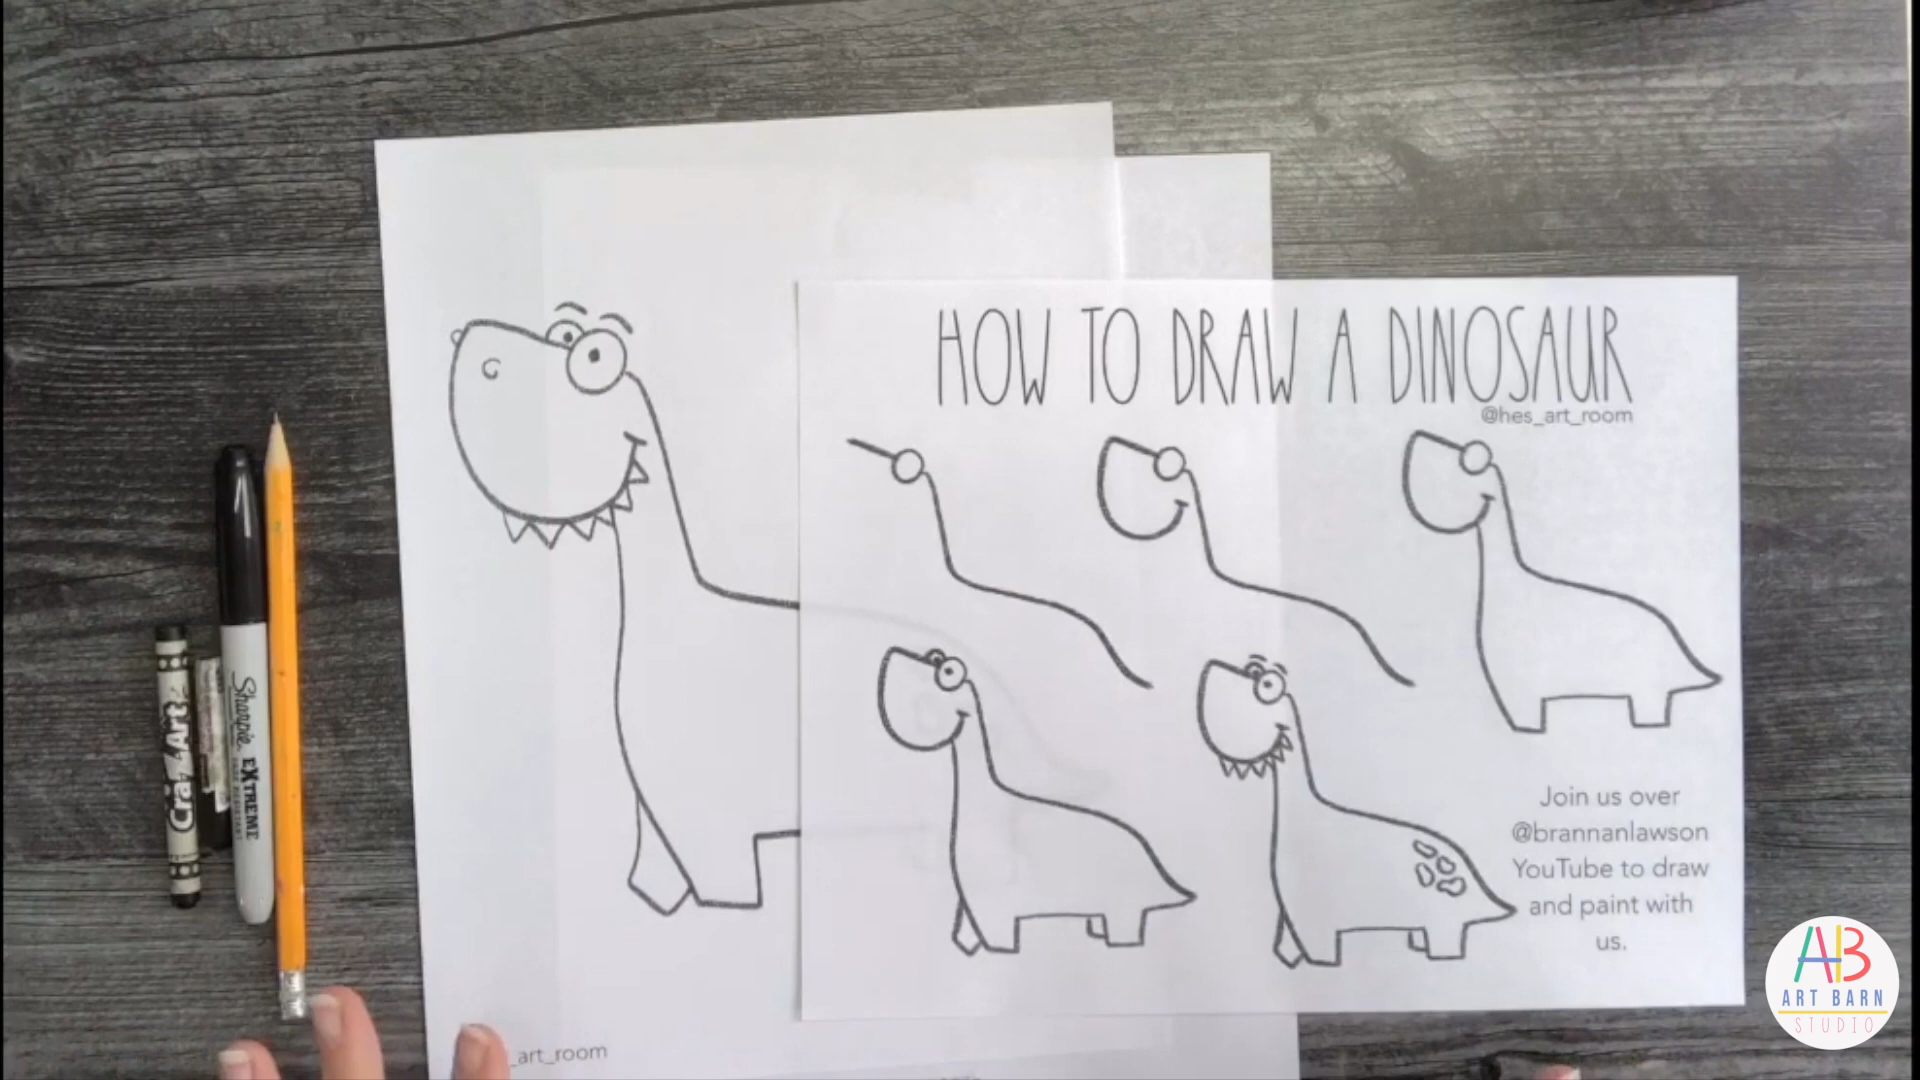 HOW TO DRAW A DINOSAUR
@hes_art_room
Join us over
@brannanlawson
YouTube to draw
and paint with
us.
Sharpie
EXTREME
Cra-Z-Art
_art_room
AB
ART BARN
STUDIO